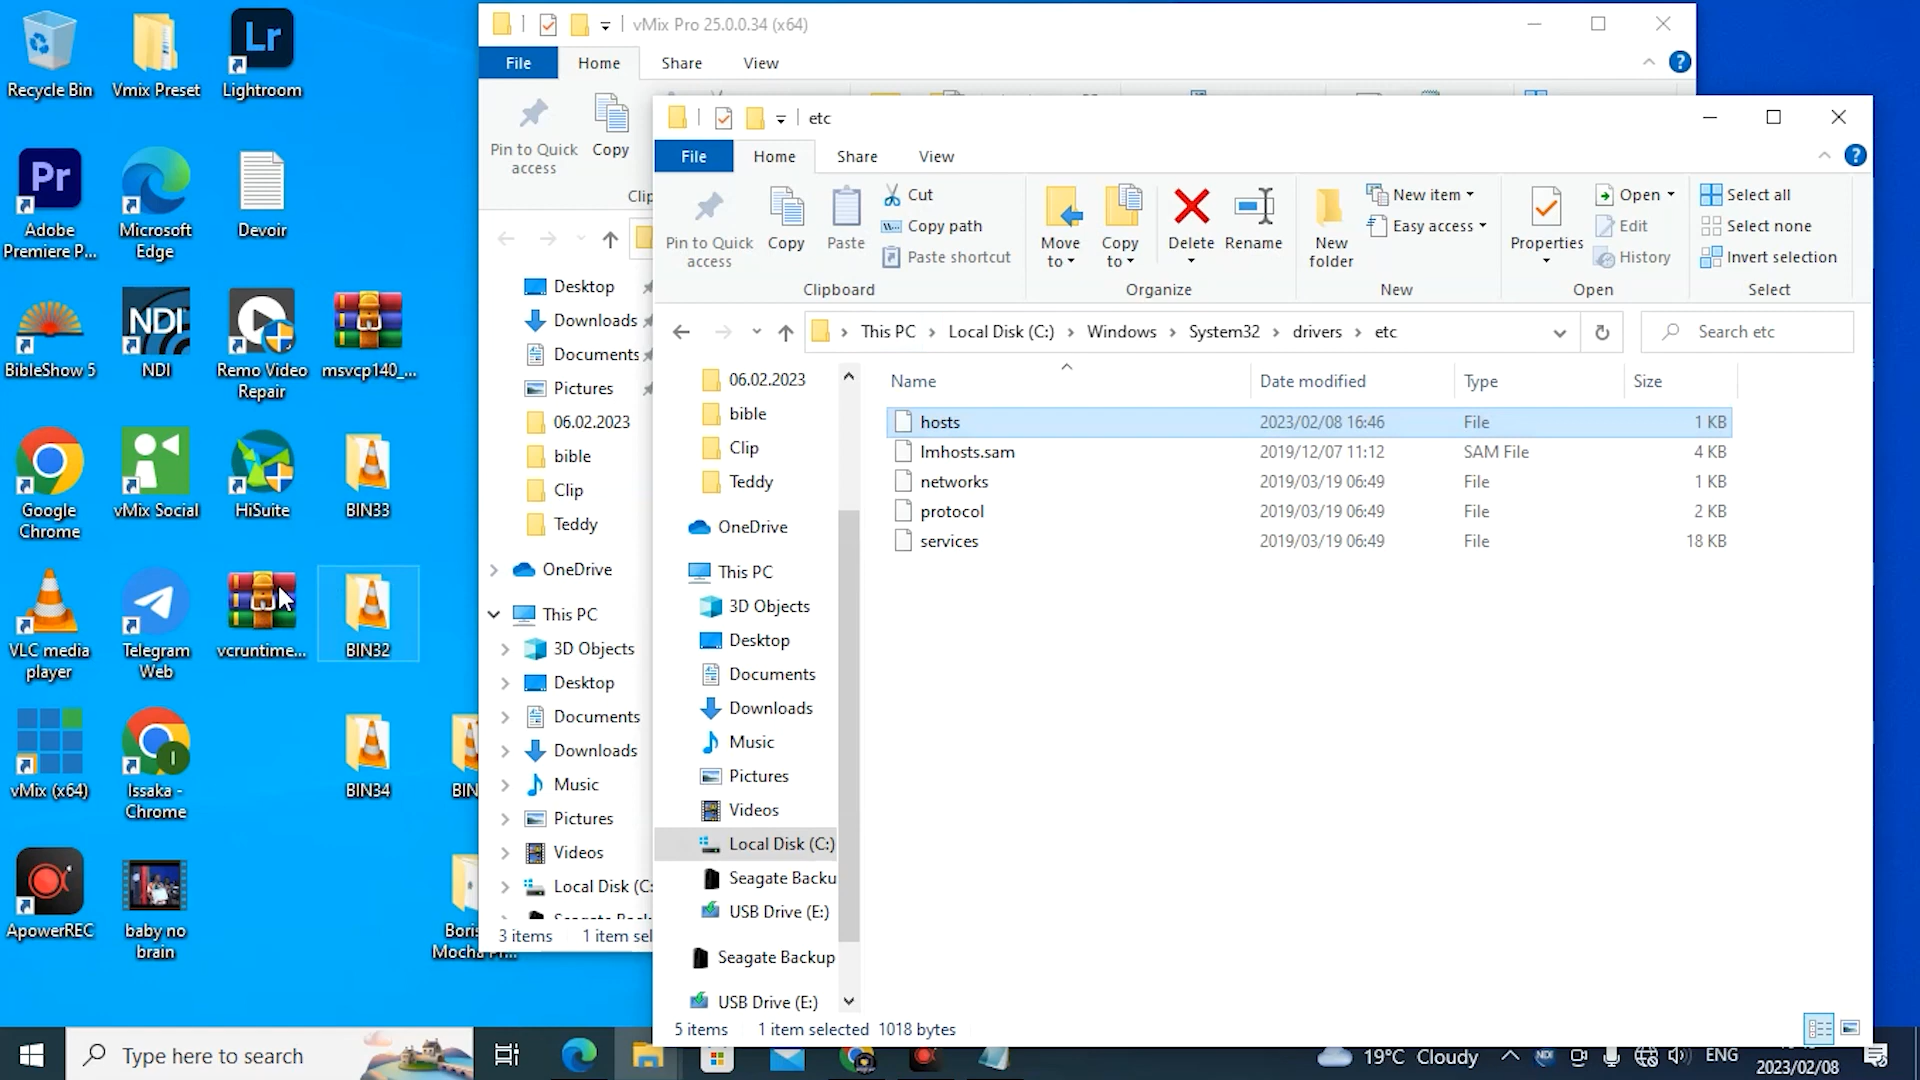 Recycle Bin
Vmix Preset
Lightroom
Adobe
Premiere P...
Microsoft
Edge
Devoir
BibleShow 5
NDI
Remo Video
Repair
msvcp140_...
Google
Chrome
vMix Social
HiSuite
BIN33
VLC media
player
Telegram
Web
vcruntime...
BIN32
vMix (x64)
Issaka -
Chrome
BIN34
BIN
ApowerREC
baby no
brain
Boris
Mocha
vMix Pro 25.0.0.34 (x64)
File
Home
Share
View
Pin to Quick
access
Copy
Clip
Desktop
Downloads
Documents
Pictures
06.02.2023
bible
Clip
Teddy
OneDrive
This PC
3D Objects
Desktop
Documents
Downloads
Music
Pictures
Videos
Local Disk (C:
3 items 1 item sel
etc
File
Home
Share
View
Pin to Quick
access
Copy
Paste
Cut
Copy path
Paste shortcut
Clipboard
Move
to
Copy
to
Delete
Rename
Organize
New
folder
New item
Easy access
New
Properties
Open
Edit
History
Open
Select all
Select none
Invert selection
Select
This PC > Local Disk (C:) > Windows > System32 > drivers > etc
Search etc
06.02.2023
bible
Clip
Teddy
OneDrive
This PC
3D Objects
Desktop
Documents
Downloads
Music
Pictures
Videos
Local Disk (C:)
Seagate Backu
USB Drive (E:)
Seagate Backup
USB Drive (E:)
Name Date modified Type Size
hosts 2023/02/08 16:46 File 1 KB
lmhosts.sam 2019/12/07 11:12 SAM File 4 KB
networks 2019/03/19 06:49 File 1 KB
protocol 2019/03/19 06:49 File 2 KB
services 2019/03/19 06:49 File 18 KB
5 items 1 item selected 1018 bytes
Type here to search
19°C Cloudy
NDI
ENG
2023/02/08